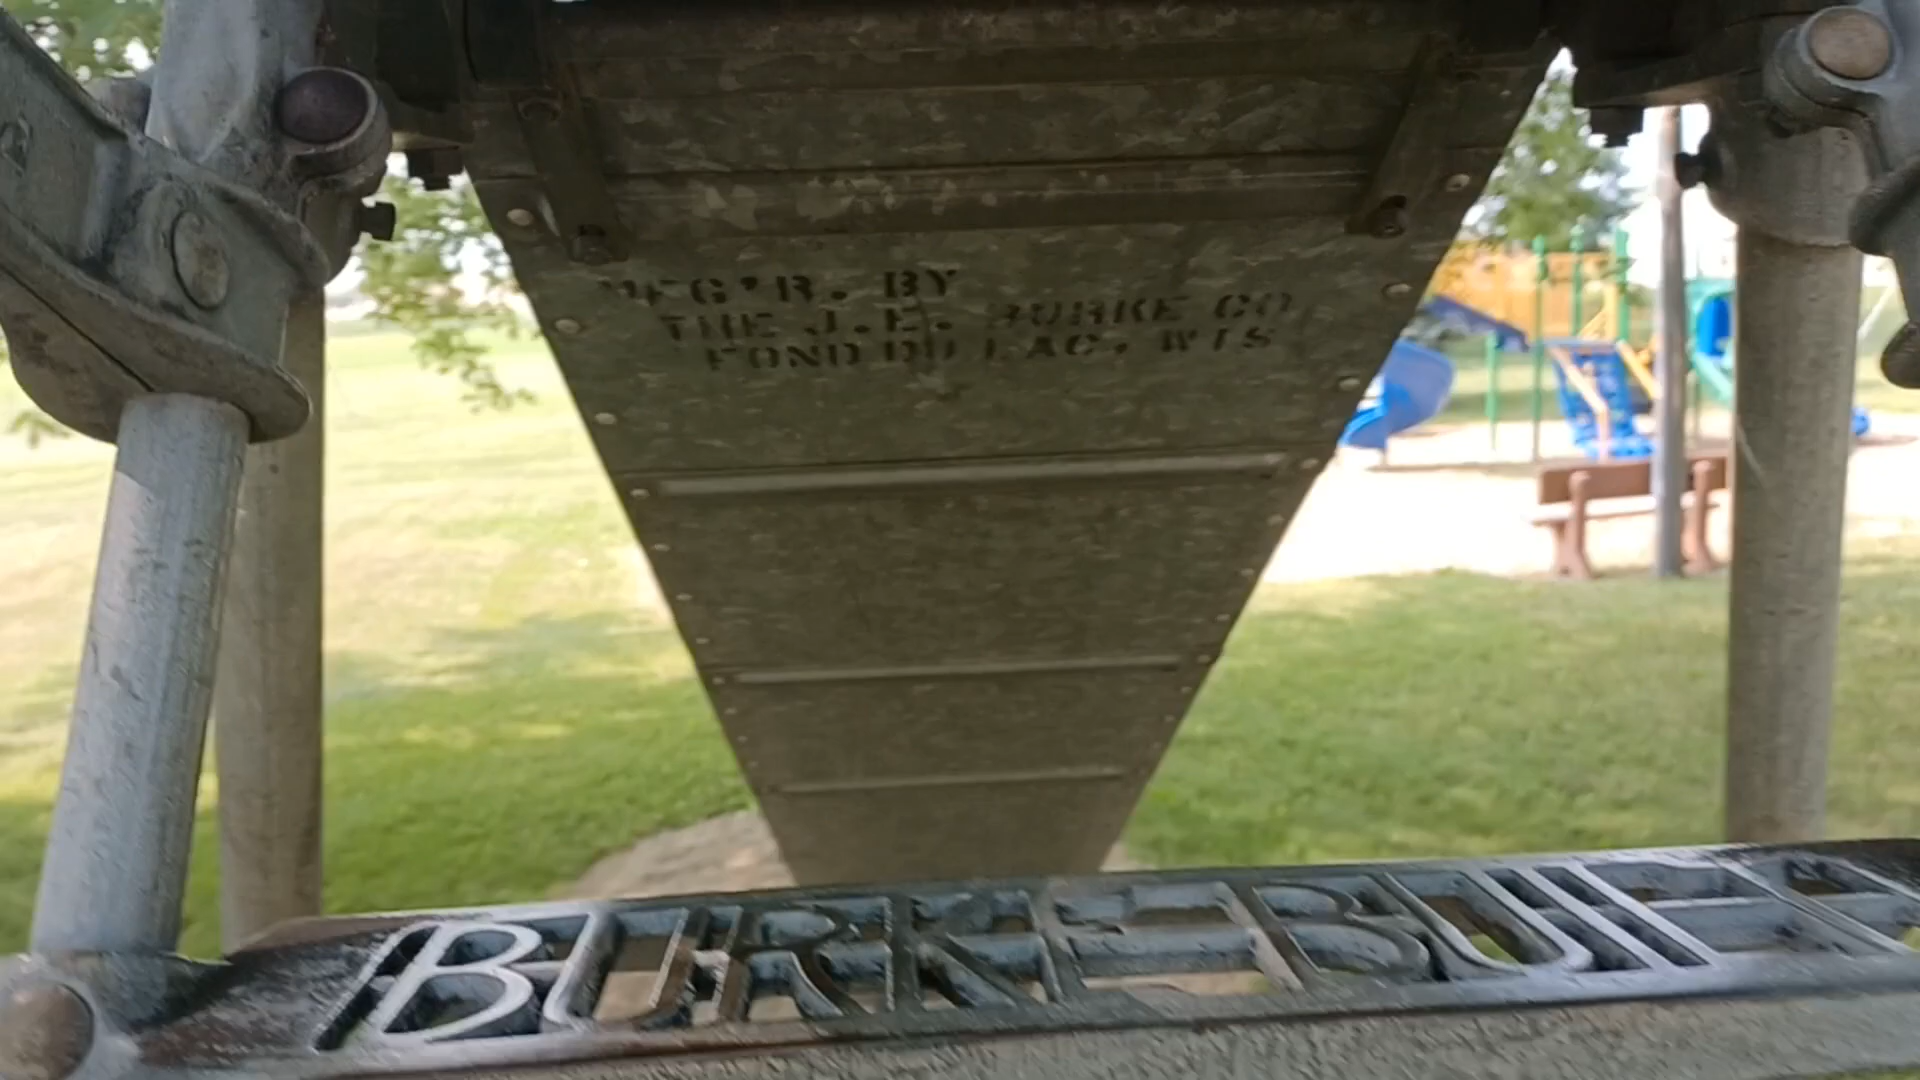 MFG'R. BY
THE J.E. BURKE CO
FOND DU LAC, WIS
BURKE BUILT